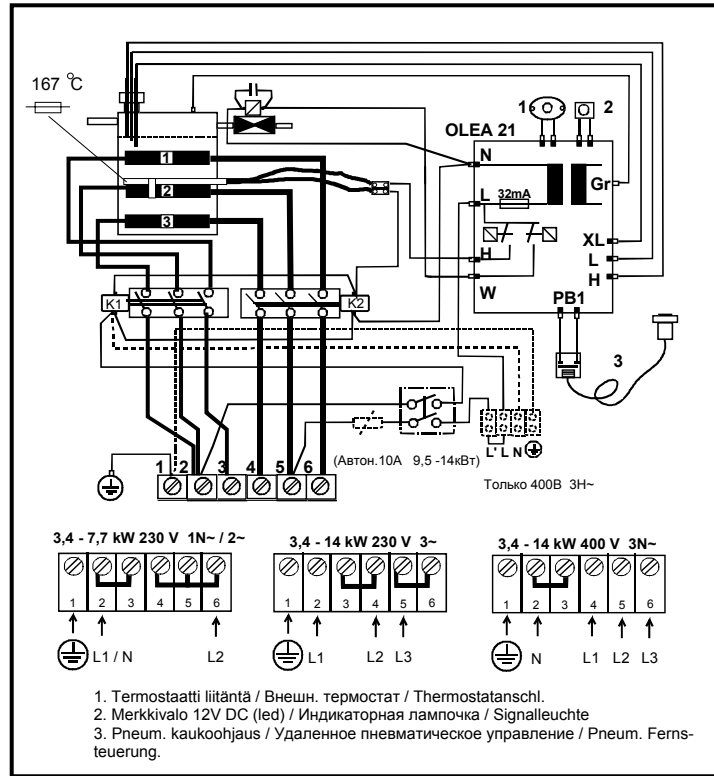 167 °C
1
2
OLEA 21
N
Gr
L
32mA
1
2
3
XL
L
H
H
W
PB1
K1
K2
3
L' L N
1 2 3 4 5 6
(Автон.10А 9,5 -14кВт)
Только 400В 3Н~
3,4 - 7,7 kW 230 V 1N~ / 2~
1 2 3 4 5 6
L1 / N L2
3,4 - 14 kW 230 V 3~
1 2 3 4 5 6
L1 L2 L3
3,4 - 14 kW 400 V 3N~
1 2 3 4 5 6
N L1 L2 L3
1. Termostaatti liitäntä / Внешн. термостат / Thermostatanschl.
2. Merkkivalo 12V DC (led) / Индикаторная лампочка / Signalleuchte
3. Pneum. kaukoohjaus / Удаленное пневматическое управление / Pneum. Ferns-
teuerung.